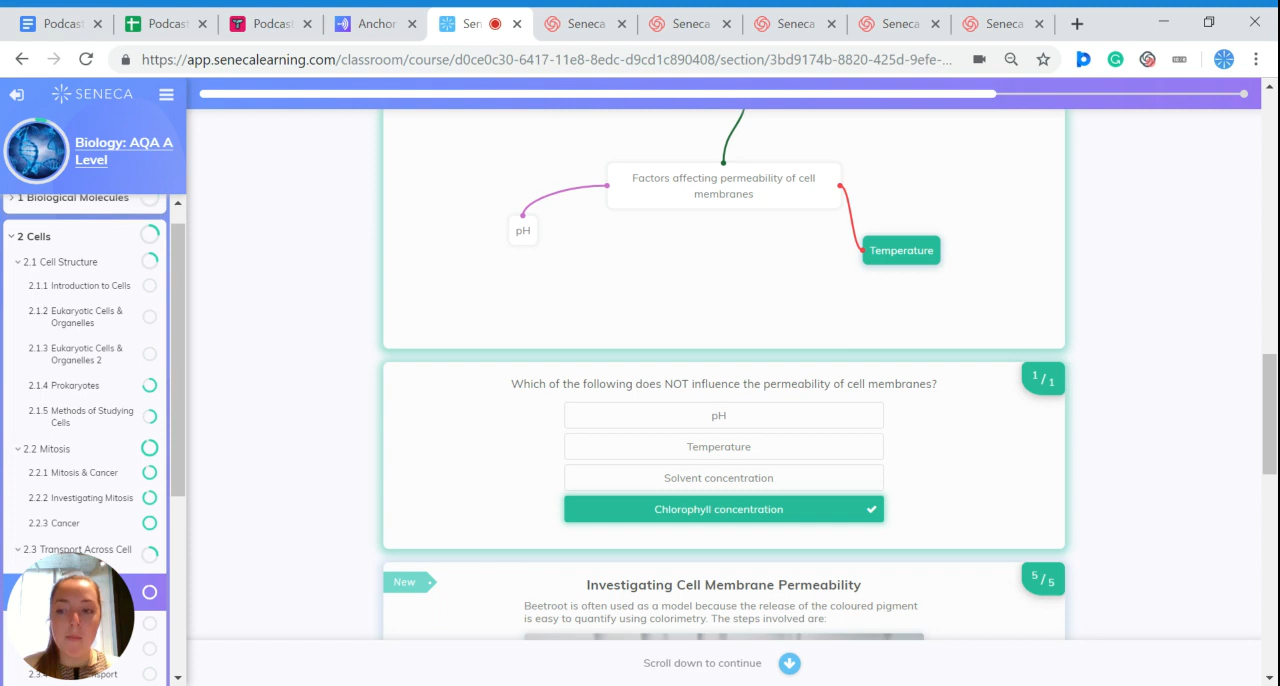 Podcast
Podcast
Podcast
Anchor
Sen
Seneca
Seneca
Seneca
Seneca
Seneca
https://app.senecalearning.com/classroom/course/d0ce0c30-6417-11e8-8edc-d9cd1c890408/section/3bd9174b-8820-425d-9efe-...
SENECA
Biology: AQA A
Level
1 Biological Molecules
2 Cells
2.1 Cell Structure
2.1.1 Introduction to Cells
2.1.2 Eukaryotic Cells &
Organelles
2.1.3 Eukaryotic Cells &
Organelles 2
2.1.4 Prokaryotes
2.1.5 Methods of Studying
Cells
2.2 Mitosis
2.2.1 Mitosis & Cancer
2.2.2 Investigating Mitosis
2.2.3 Cancer
2.3 Transport Across Cell
Factors affecting permeability of cell
membranes
pH
Temperature
Which of the following does NOT influence the permeability of cell membranes?
1/1
pH
Temperature
Solvent concentration
Chlorophyll concentration
New
Investigating Cell Membrane Permeability
5/5
Beetroot is often used as a model because the release of the coloured pigment
is easy to quantify using colorimetry. The steps involved are:
Scroll down to continue